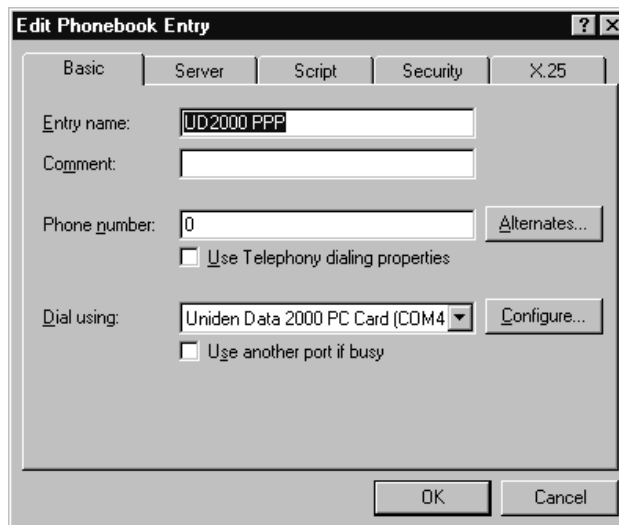 Edit Phonebook Entry
Basic Server Script Security X.25
Entry name: UD2000 PPP
Comment:
Phone number: 0 Alternates...
Use Telephony dialing properties
Dial using: Uniden Data 2000 PC Card (COM4 Configure...
Use another port if busy
OK Cancel